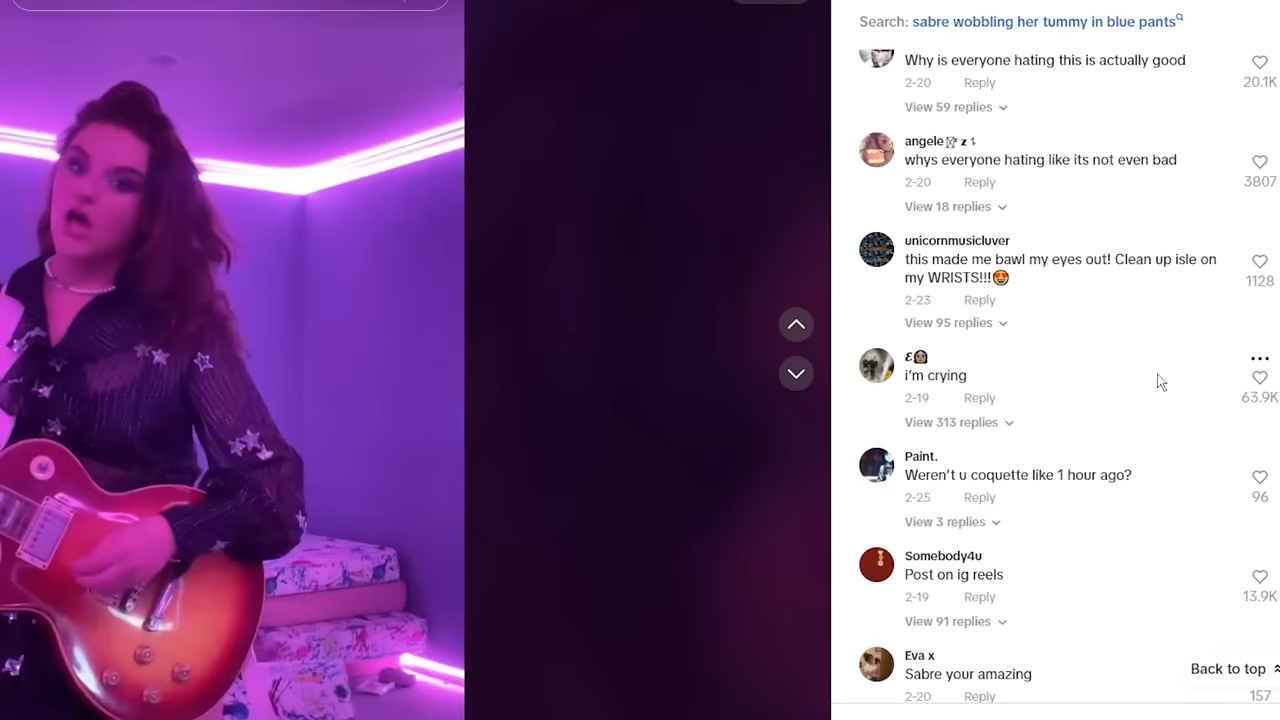 Search: sabre wobbling her tummy in blue pants
Why is everyone hating this is actually good
20.1K
2-20 Reply
View 59 replies
angele z
whys everyone hating like its not even bad
3807
2-20 Reply
View 18 replies
unicornmusicluver
this made me bawl my eyes out! Clean up isle on
my WRISTS!!!😍
1128
2-23 Reply
View 95 replies
ℰ
i'm crying
63.9K
2-19 Reply
View 313 replies
Paint.
Weren't u coquette like 1 hour ago?
96
2-25 Reply
View 3 replies
Somebody4u
Post on ig reels
13.9K
2-19 Reply
View 91 replies
Eva x
Sabre your amazing
Back to top
157
2-20 Reply